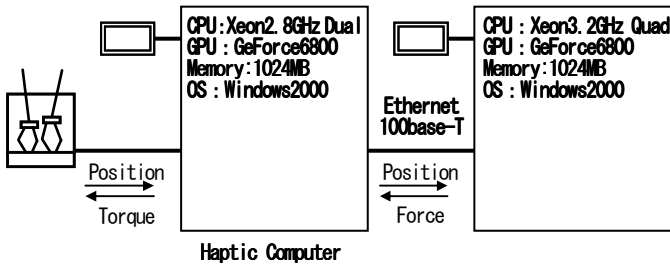 CPU:Xeon2.8GHz Dual
GPU : GeForce6800
Memory:1024MB
OS : Windows2000
CPU : Xeon3.2GHz Quad
GPU : GeForce6800
Memory:1024MB
OS : Windows2000
Ethernet
100base-T
Position
Torque
Position
Force
Haptic Computer